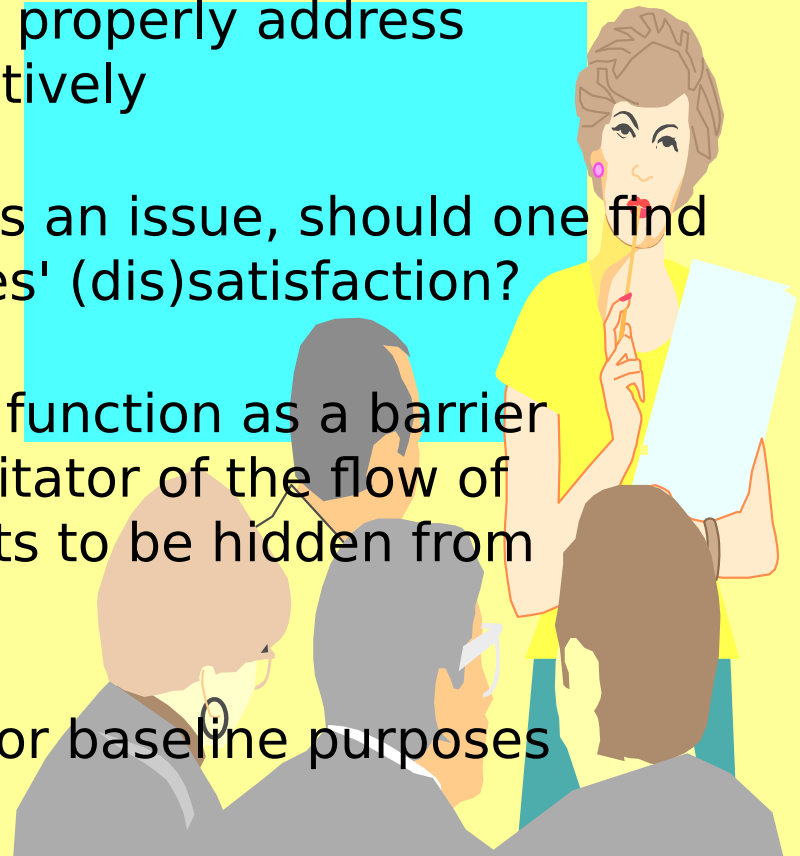 properly address
tively
s an issue, should one find
es' (dis)satisfaction?
function as a barrier
itator of the flow of
ts to be hidden from
or baseline purposes